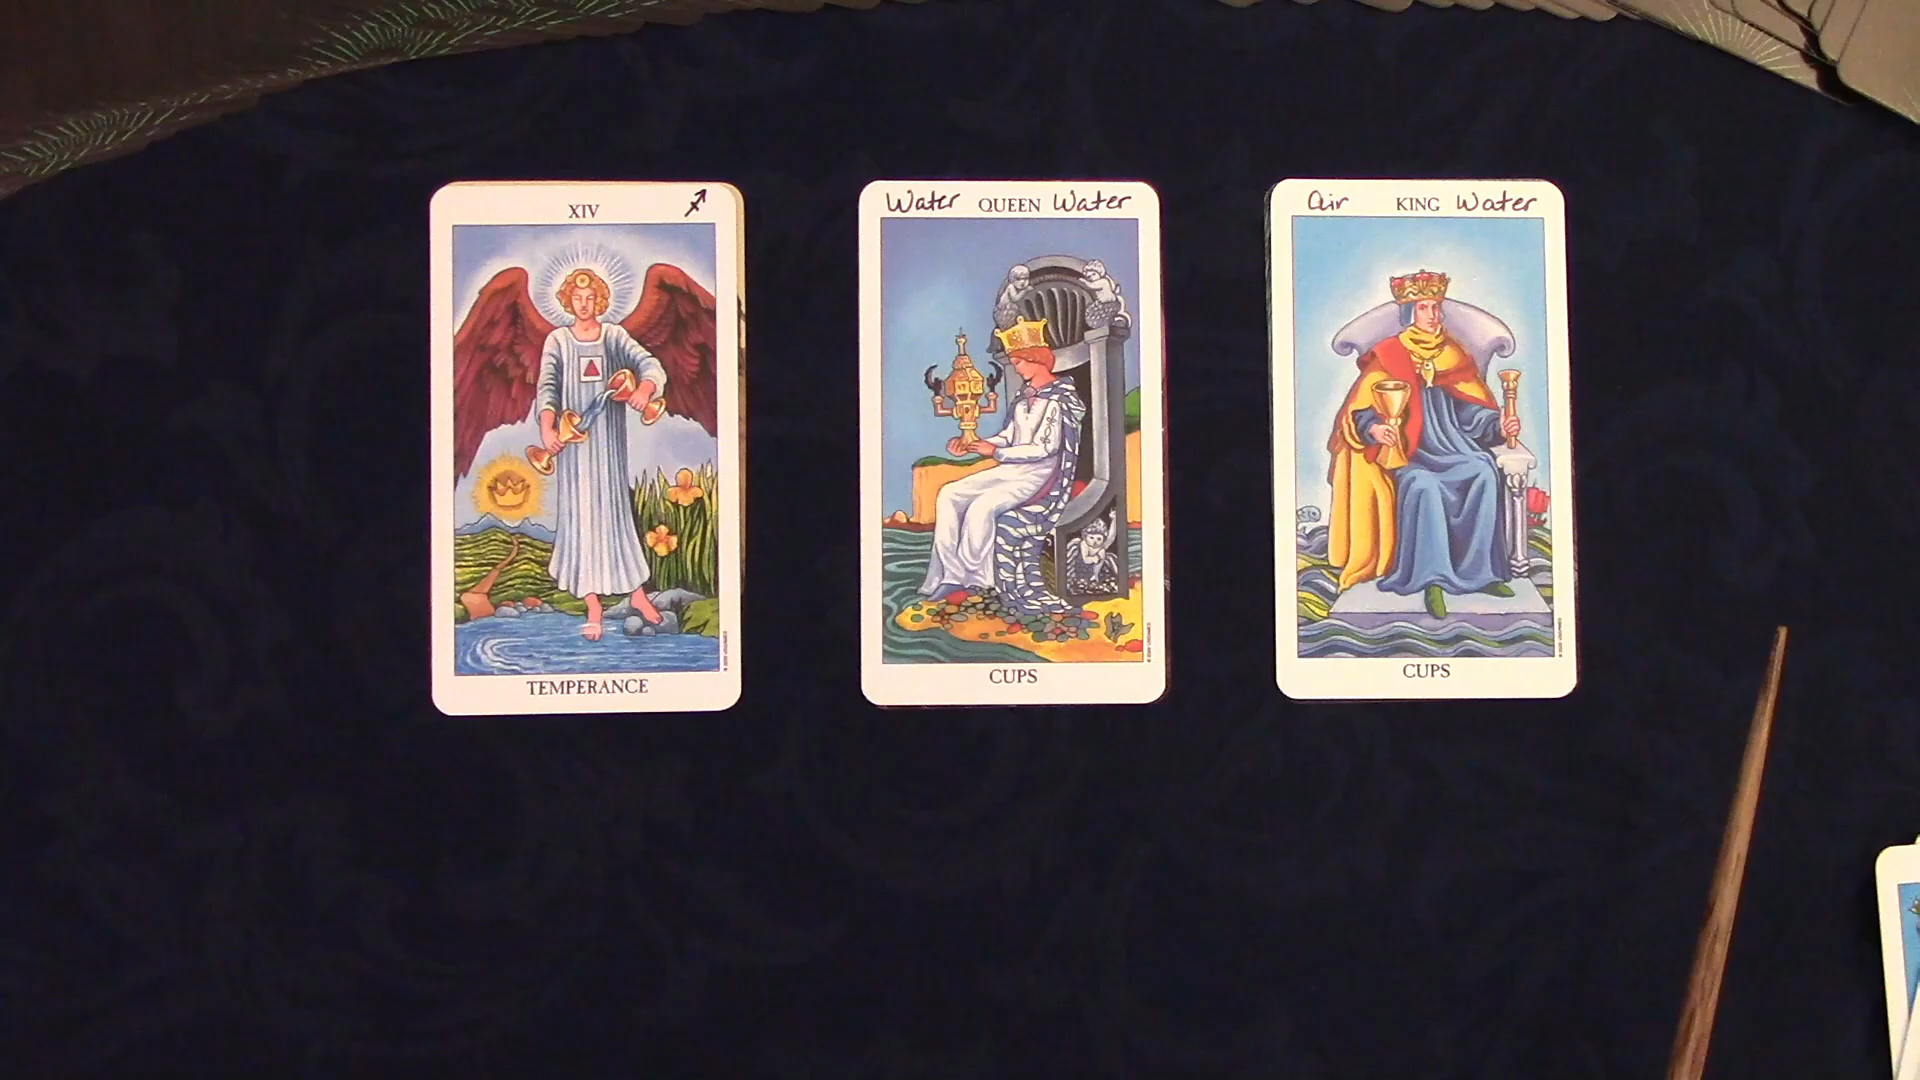 XIV
TEMPERANCE
Water QUEEN Water
CUPS
Air KING Water
CUPS